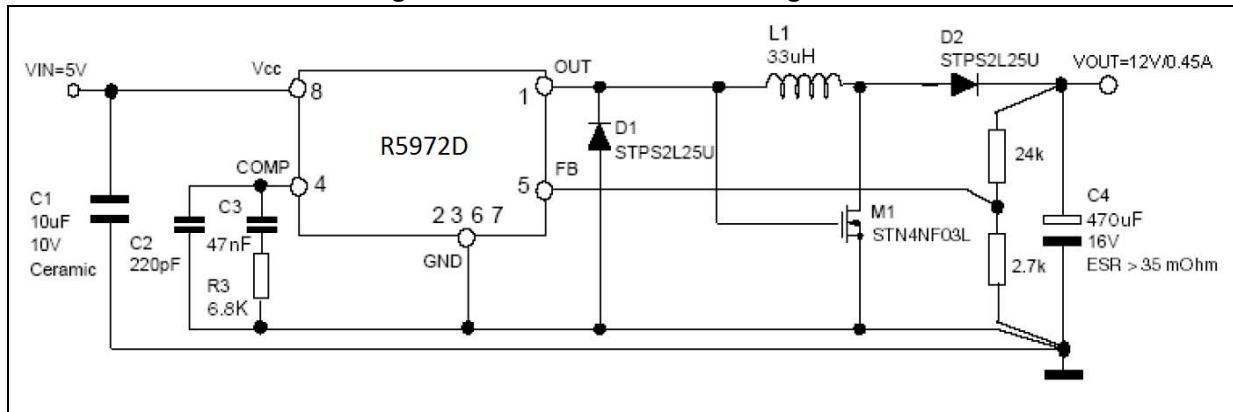 VIN=5V
Vcc
8
OUT
1
R5972D
COMP
4
FB
5
2 3 6 7
GND
C1
10uF
10V
Ceramic
C2
220pF
C3
47nF
R3
6.8K
D1
STPS2L25U
L1
33uH
D2
STPS2L25U
VOUT=12V/0.45A
M1
STN4NF03L
24k
2.7k
C4
470uF
16V
ESR > 35 mOhm